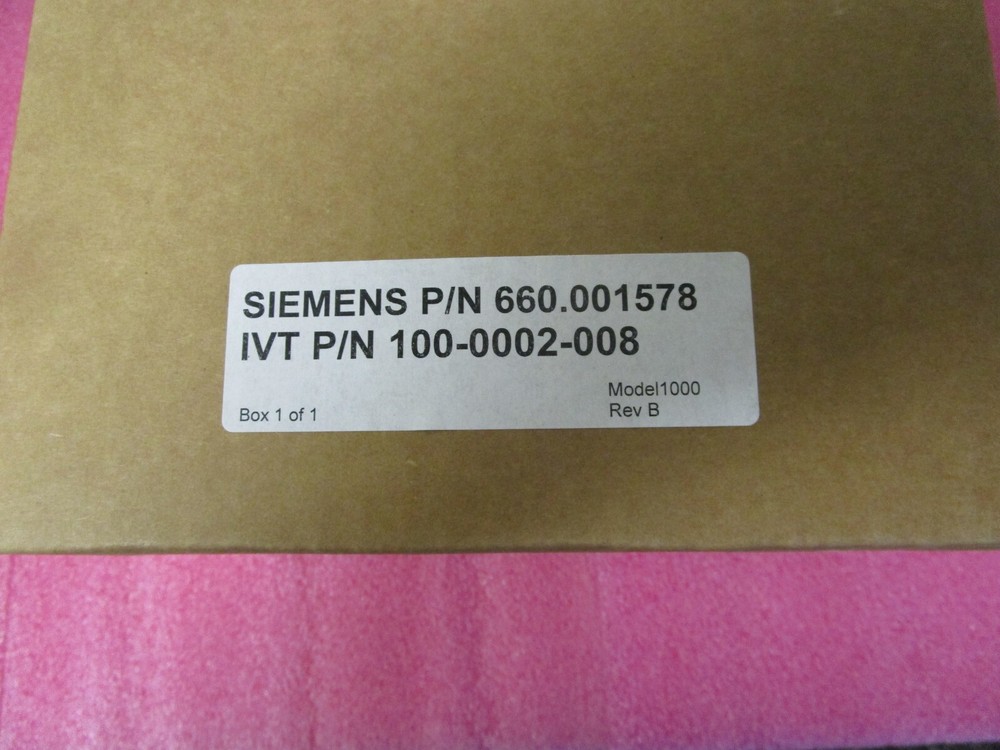 SIEMENS P/N 660.001578
IVT P/N 100-0002-008
Model1000
Box 1 of 1 Rev B